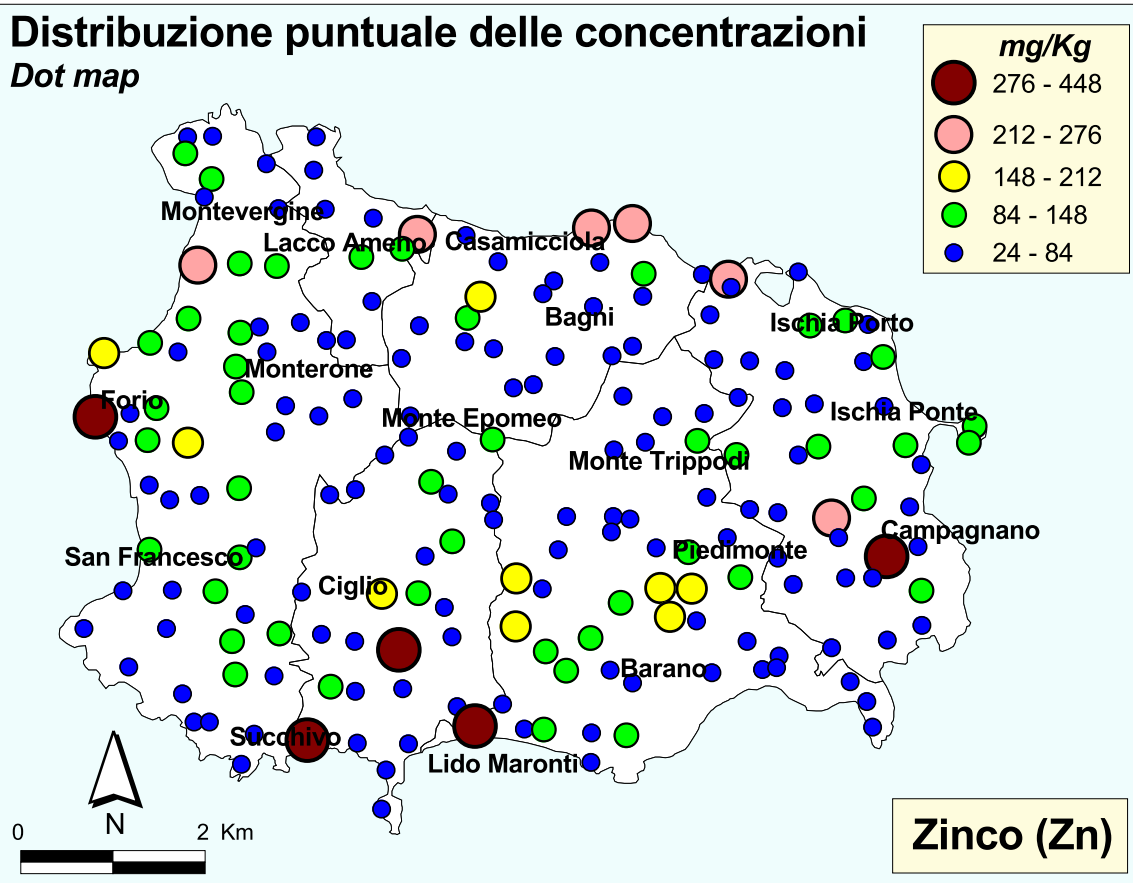 Distribuzione puntuale delle concentrazioni
Dot map
mg/Kg
276 - 448
212 - 276
148 - 212
84 - 148
24 - 84
Montevergine
Lacco Ameno
Casamicciola
Bagni
Ischia Porto
Monterone
Forio
Monte Epomeo
Ischia Ponte
Monte Trippodi
Campagnano
San Francesco
Piedimonte
Ciglio
Barano
Succhivo
Lido Maronti
N
0 2 Km
Zinco (Zn)